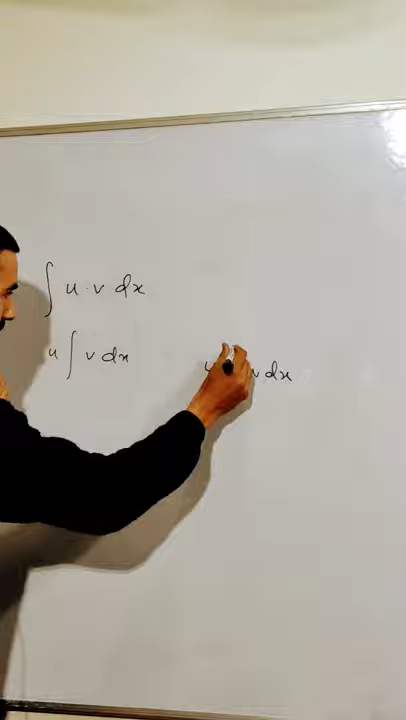 ∫ u · v dx
u ∫ v dx u v dx